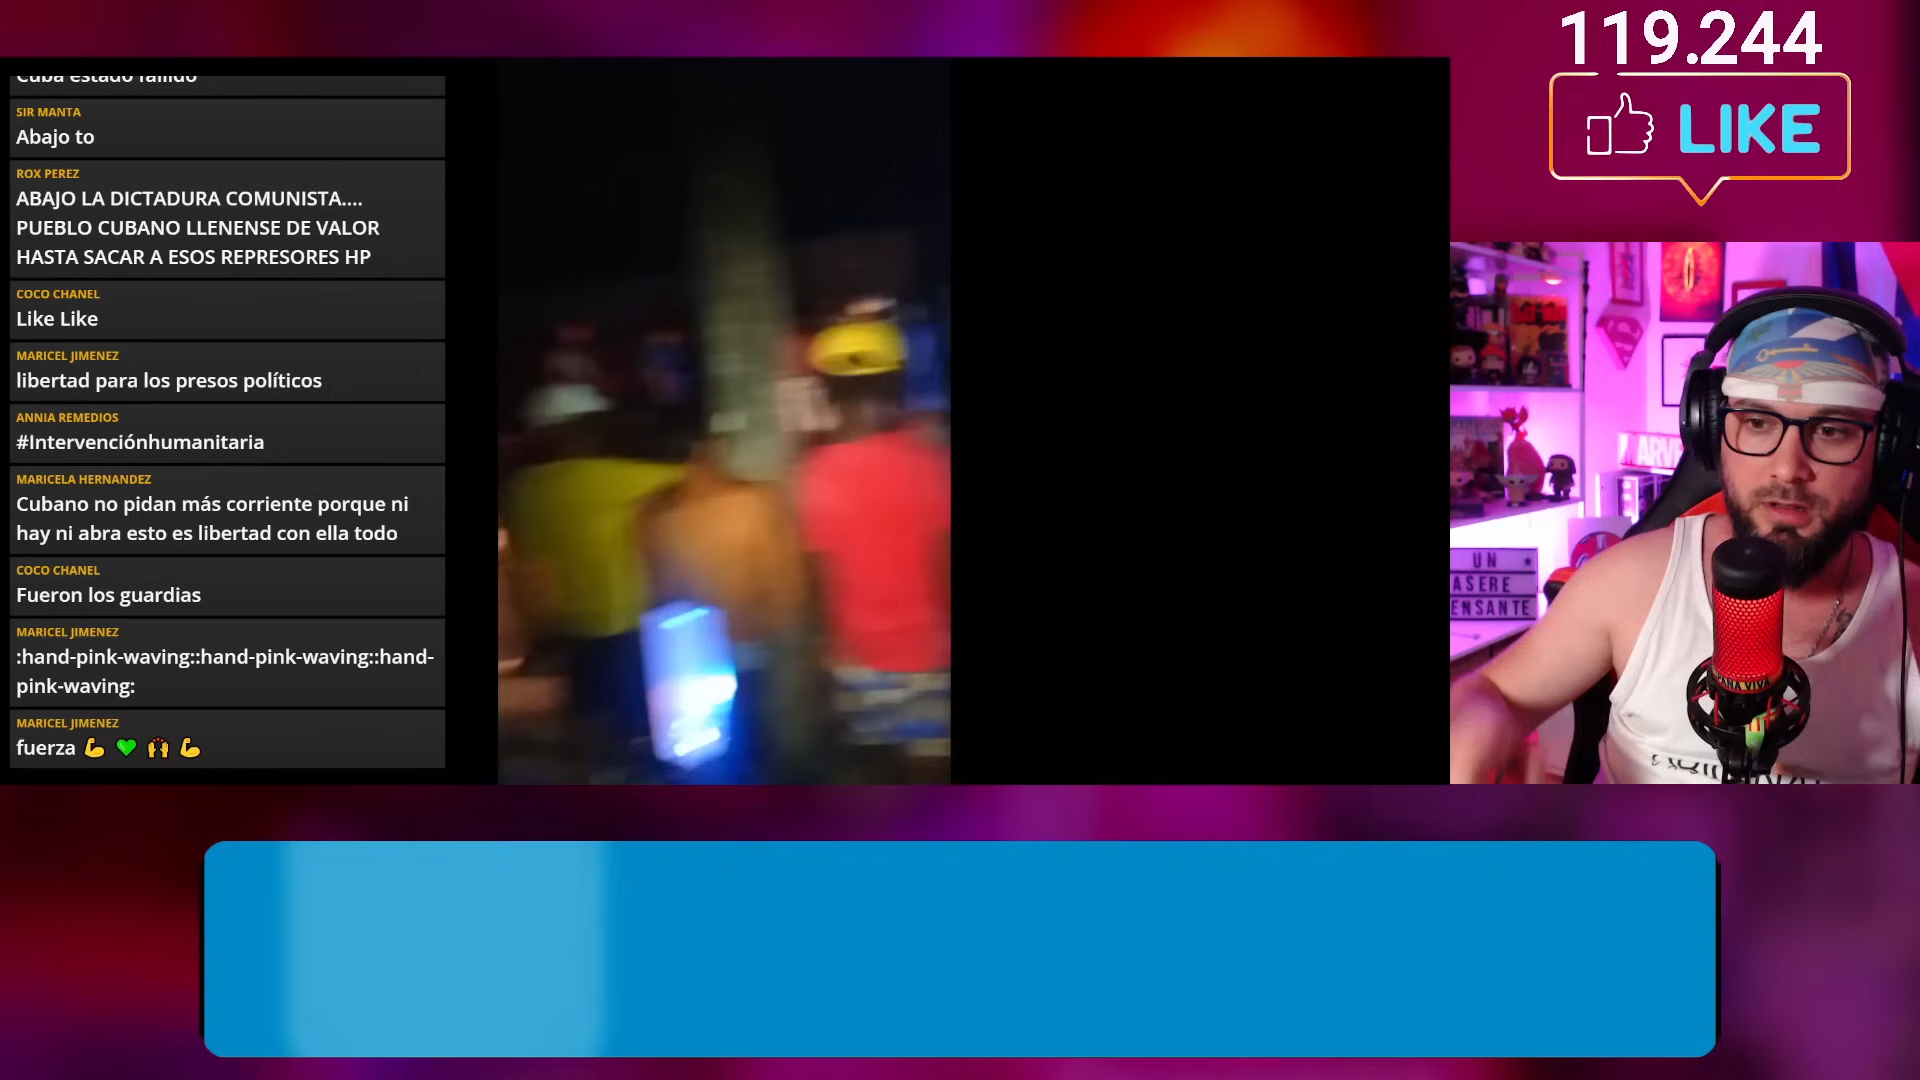 Cuba estado fallido
SIR MANTA
Abajo to
ROX PEREZ
ABAJO LA DICTADURA COMUNISTA....
PUEBLO CUBANO LLENENSE DE VALOR
HASTA SACAR A ESOS REPRESORES HP
COCO CHANEL
Like Like
MARICEL JIMENEZ
libertad para los presos políticos
ANNIA REMEDIOS
#Intervenciónhumanitaria
MARICELA HERNANDEZ
Cubano no pidan más corriente porque ni
hay ni abra esto es libertad con ella todo
COCO CHANEL
Fueron los guardias
MARICEL JIMENEZ
:hand-pink-waving::hand-pink-waving::hand-
pink-waving:
MARICEL JIMENEZ
fuerza 💪 💚 🙌 💪
119.244
LIKE
UN
ASERE
ENSANTE